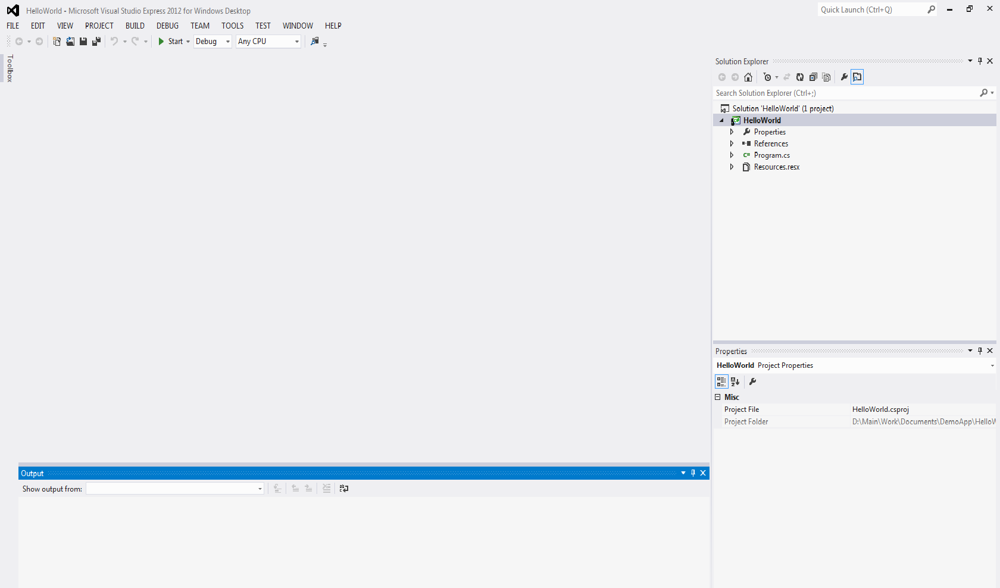 HelloWorld - Microsoft Visual Studio Express 2012 for Windows Desktop
Quick Launch (Ctrl+Q)
FILE EDIT VIEW PROJECT BUILD DEBUG TEAM TOOLS TEST WINDOW HELP
Start Debug Any CPU
Toolbox
Solution Explorer
Search Solution Explorer (Ctrl+;)
Solution 'HelloWorld' (1 project)
HelloWorld
Properties
References
C# Program.cs
Resources.resx
Properties
HelloWorld Project Properties
Misc
Project File HelloWorld.csproj
Project Folder D:\Main\Work\Documents\DemoApp\HelloW
Output
Show output from: